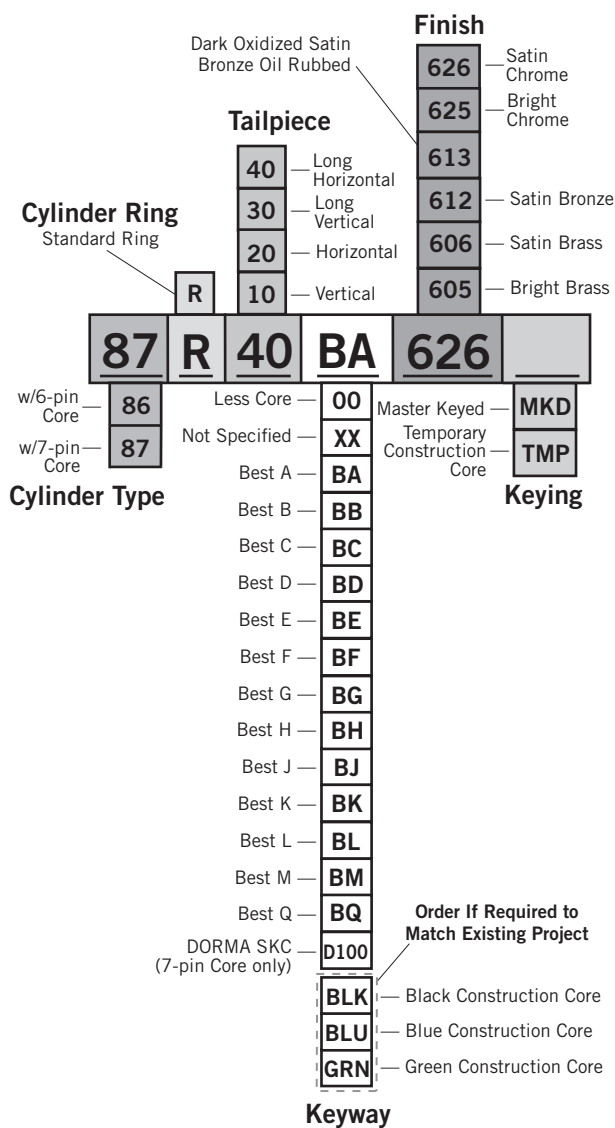 Finish
Dark Oxidized Satin
Bronze Oil Rubbed
626
Satin
Chrome
625
Bright
Chrome
613
612
Satin Bronze
606
Satin Brass
605
Bright Brass
Tailpiece
40
Long
Horizontal
30
Long
Vertical
20
Horizontal
10
Vertical
Cylinder Ring
Standard Ring
R
87 R 40 BA 626
w/6-pin
Core
86
w/7-pin
Core
87
Cylinder Type
Less Core
00
Not Specified
XX
Best A
BA
Best B
BB
Best C
BC
Best D
BD
Best E
BE
Best F
BF
Best G
BG
Best H
BH
Best J
BJ
Best K
BK
Best L
BL
Best M
BM
Best Q
BQ
DORMA SKC
(7-pin Core only)
D100
Order If Required to
Match Existing Project
BLK
Black Construction Core
BLU
Blue Construction Core
GRN
Green Construction Core
Keyway
Master Keyed
MKD
Temporary
Construction
Core
TMP
Keying